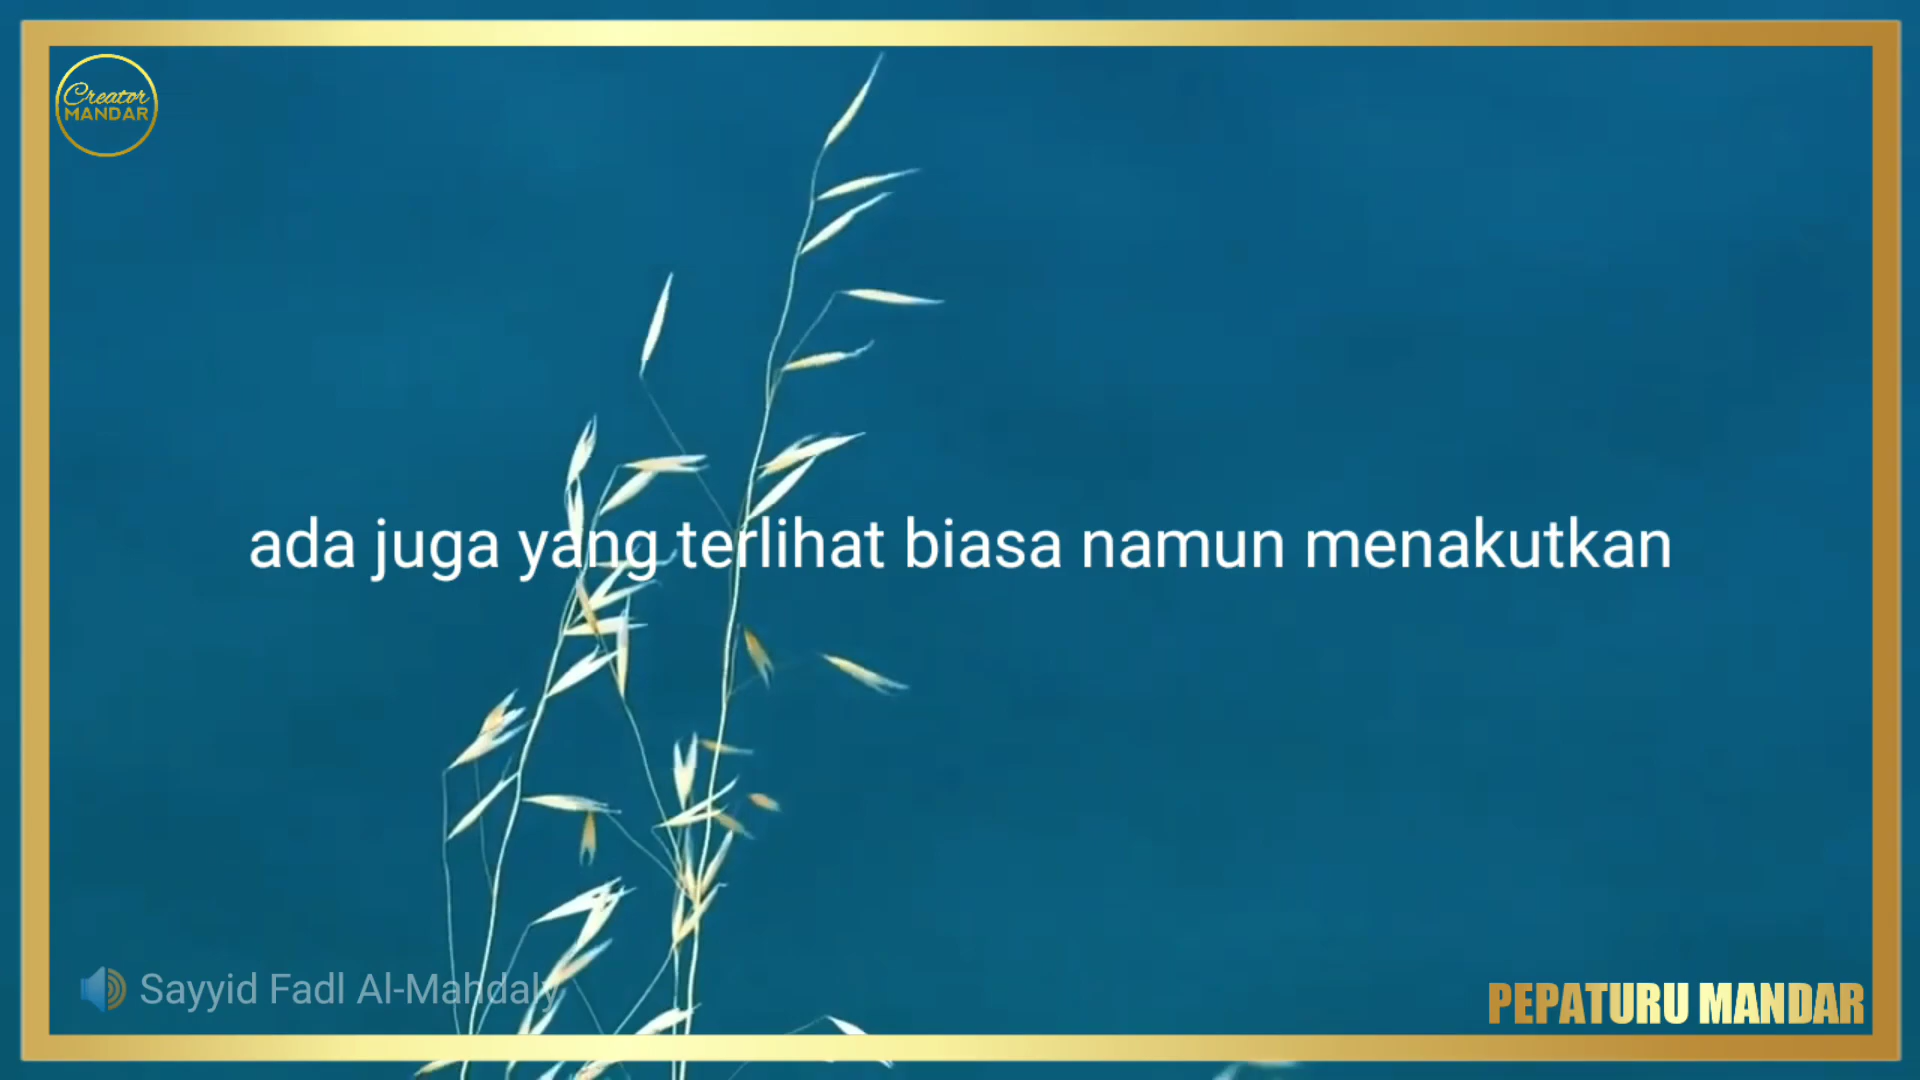 Creator
MANDAR
ada juga yang terlihat biasa namun menakutkan
Sayyid Fadl Al-Mahdaly
PEPATURU MANDAR